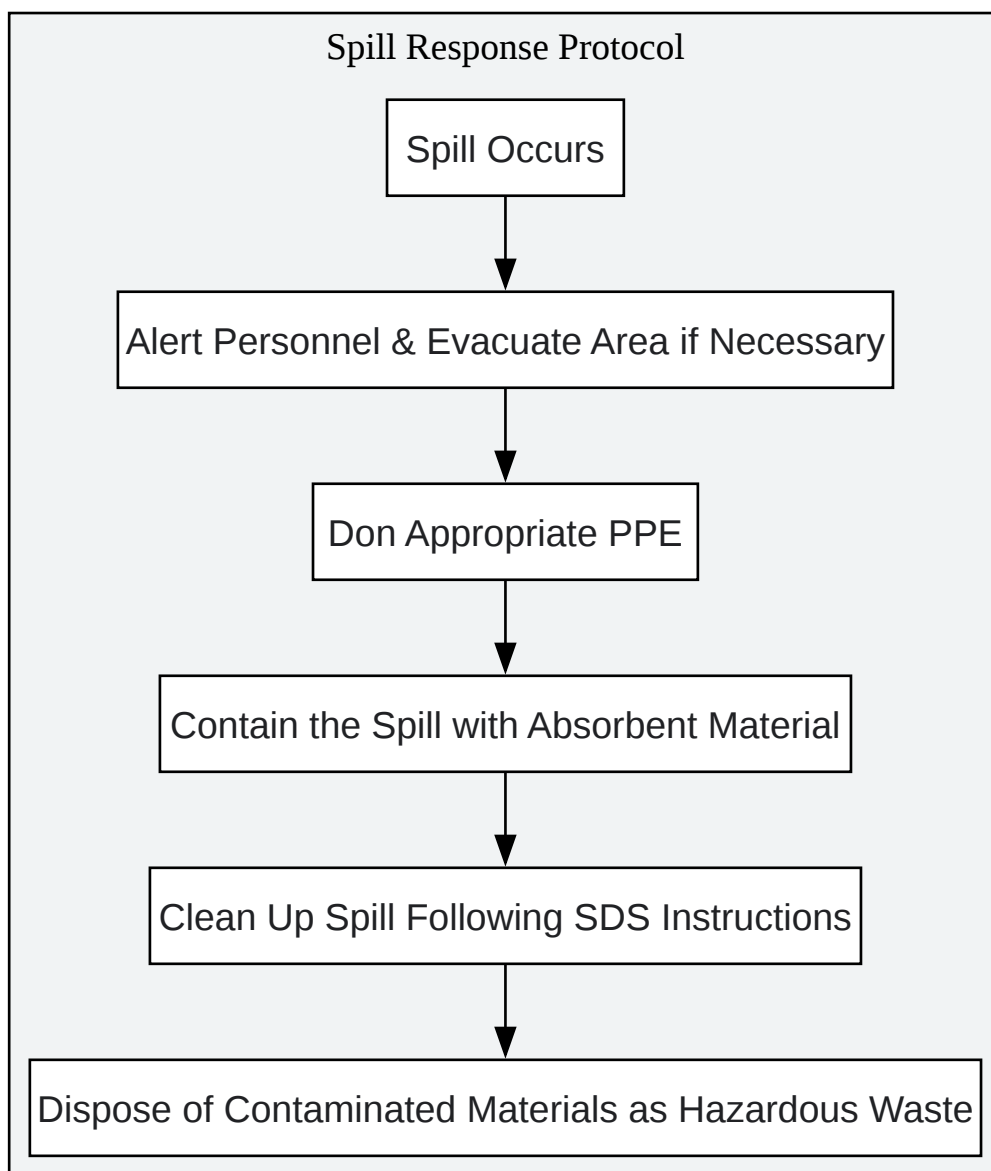 Spill Response Protocol
Spill Occurs
Alert Personnel & Evacuate Area if Necessary
Don Appropriate PPE
Contain the Spill with Absorbent Material
Clean Up Spill Following SDS Instructions
Dispose of Contaminated Materials as Hazardous Waste